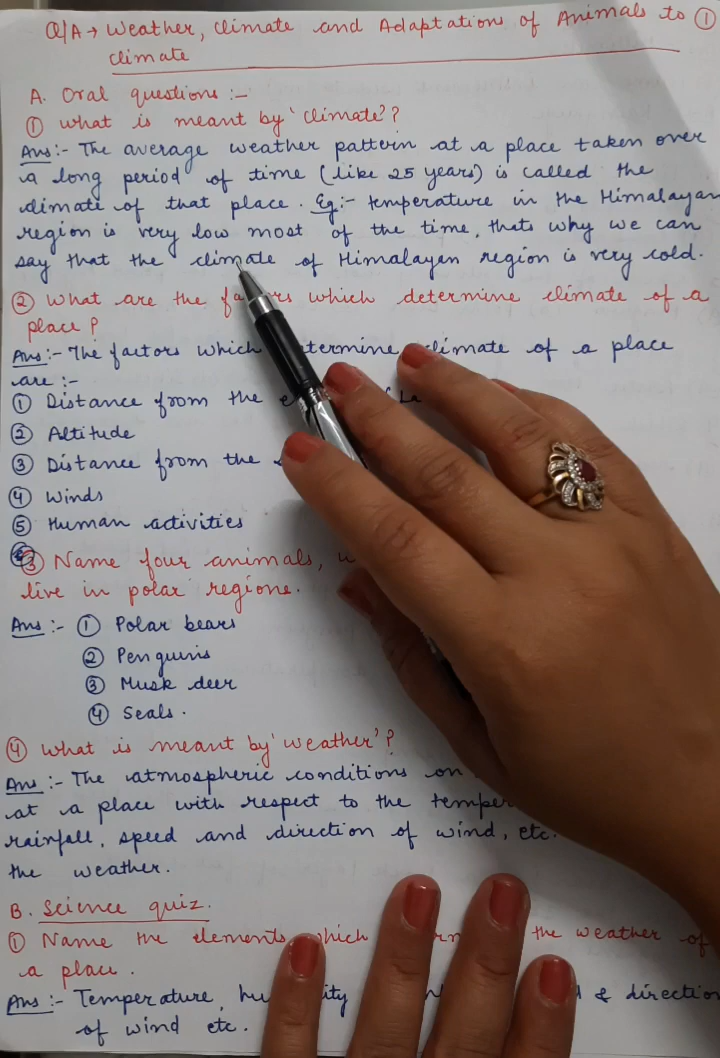 Q/A → Weather, Climate and Adaptations of Animals to ①
climate
A. Oral questions :-
① What is meant by 'climate'?
Ans :- The average weather pattern at a place taken over
a long period of time (like 25 years) is called the
climate of that place. Eg :- temperature in the Himalayan
region is very low most of the time, thats why we can
say that the climate of Himalayan region is very cold.
② What are the which determine climate of a
place?
Ans :- The factors which climate of a place
are :-
① Distance from the
② Altitude
③ Distance from the
④ Winds
⑤ Human activities
③ Name four animals,
live in polar regione.
Ans :- ① Polar bears
② Penguins
③ Musk deer
④ Seals.
④ What is meant by 'weather'?
Ans :- The atmospheric conditions on
at a place with respect to the
rainfall, speed and direction of wind, etc.
the weather.
B. Science quiz.
① Name the elements which the weather of
a place.
Ans :- Temperature, & direction
of wind etc.